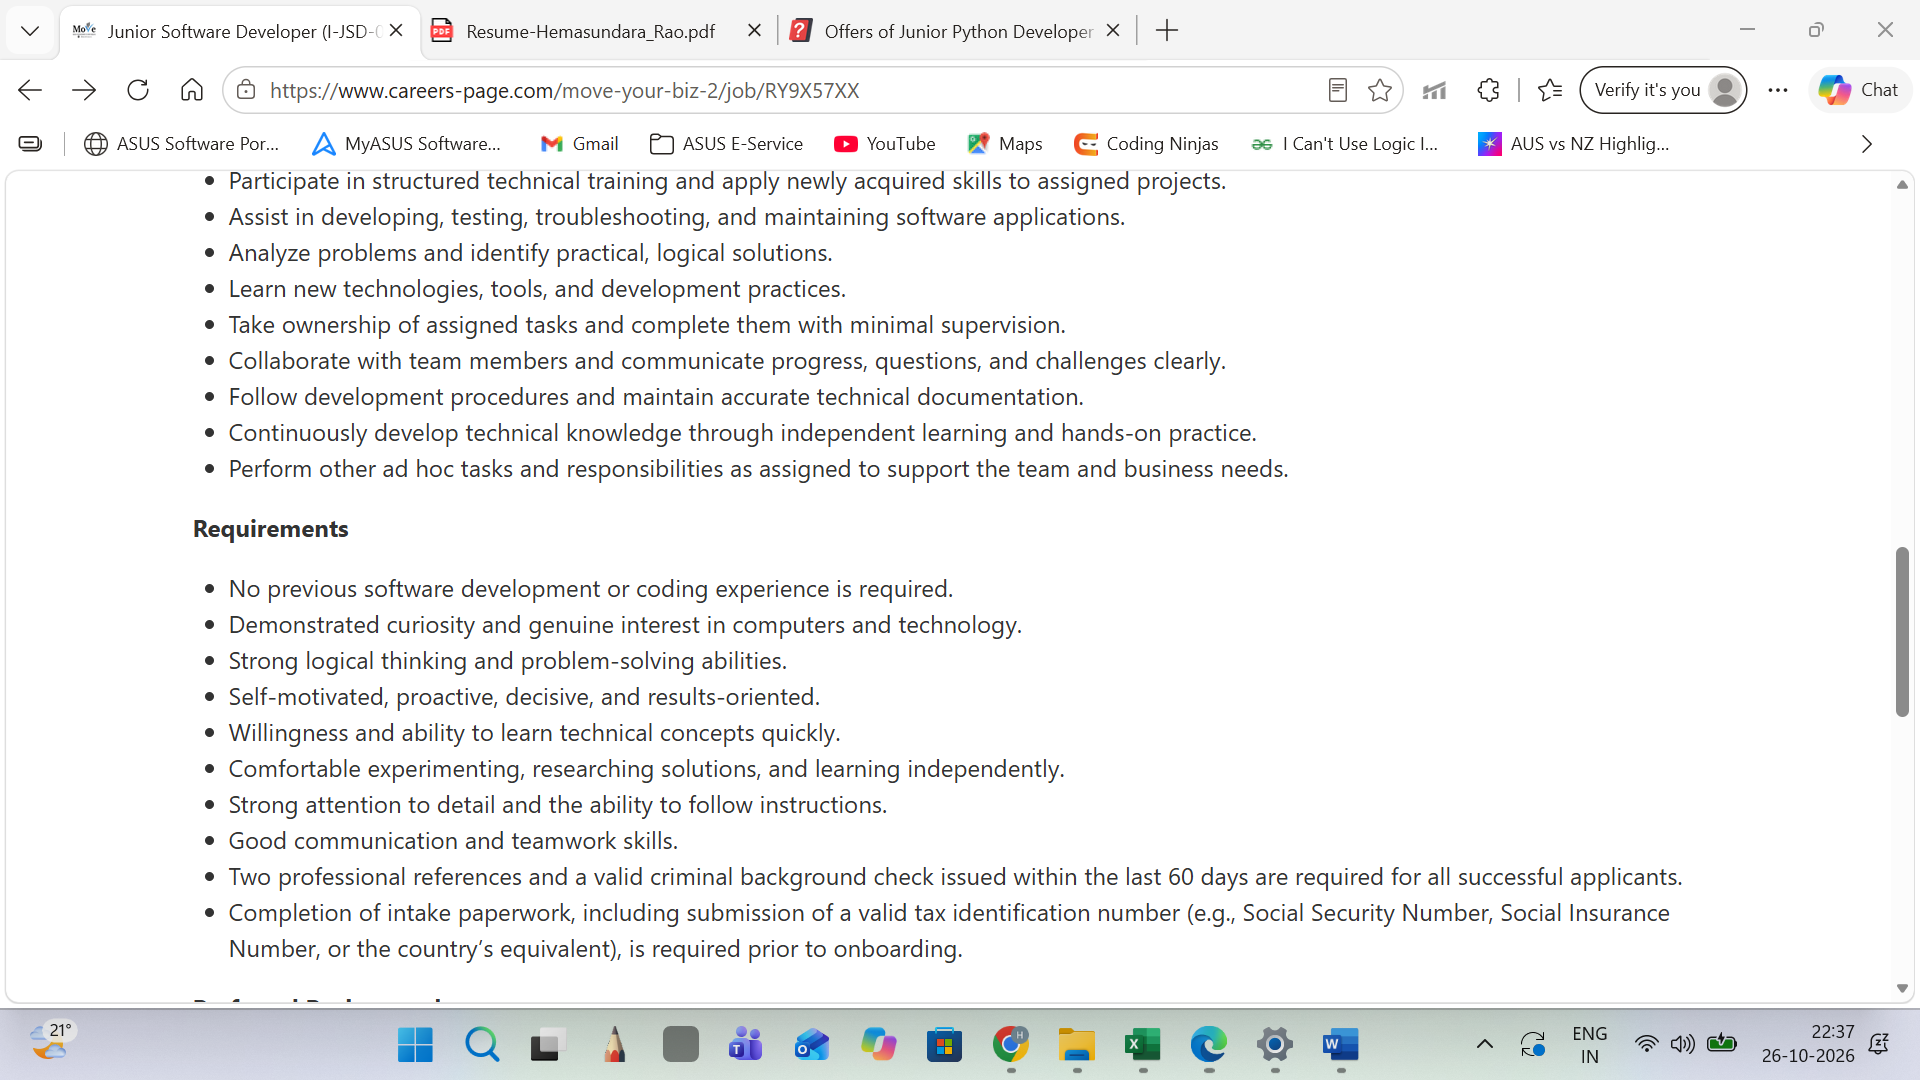 Junior Software Developer (I-JSD-
Resume-Hemasundara_Rao.pdf
Offers of Junior Python Developer
https://www.careers-page.com/move-your-biz-2/job/RY9X57XX
Verify it's you
Chat
ASUS Software Por...
MyASUS Software...
Gmail
ASUS E-Service
YouTube
Maps
Coding Ninjas
I Can't Use Logic I...
AUS vs NZ Highlig...
• Participate in structured technical training and apply newly acquired skills to assigned projects.
• Assist in developing, testing, troubleshooting, and maintaining software applications.
• Analyze problems and identify practical, logical solutions.
• Learn new technologies, tools, and development practices.
• Take ownership of assigned tasks and complete them with minimal supervision.
• Collaborate with team members and communicate progress, questions, and challenges clearly.
• Follow development procedures and maintain accurate technical documentation.
• Continuously develop technical knowledge through independent learning and hands-on practice.
• Perform other ad hoc tasks and responsibilities as assigned to support the team and business needs.
Requirements
• No previous software development or coding experience is required.
• Demonstrated curiosity and genuine interest in computers and technology.
• Strong logical thinking and problem-solving abilities.
• Self-motivated, proactive, decisive, and results-oriented.
• Willingness and ability to learn technical concepts quickly.
• Comfortable experimenting, researching solutions, and learning independently.
• Strong attention to detail and the ability to follow instructions.
• Good communication and teamwork skills.
• Two professional references and a valid criminal background check issued within the last 60 days are required for all successful applicants.
• Completion of intake paperwork, including submission of a valid tax identification number (e.g., Social Security Number, Social Insurance
Number, or the country’s equivalent), is required prior to onboarding.
21°
ENG
IN
22:37
26-10-2026